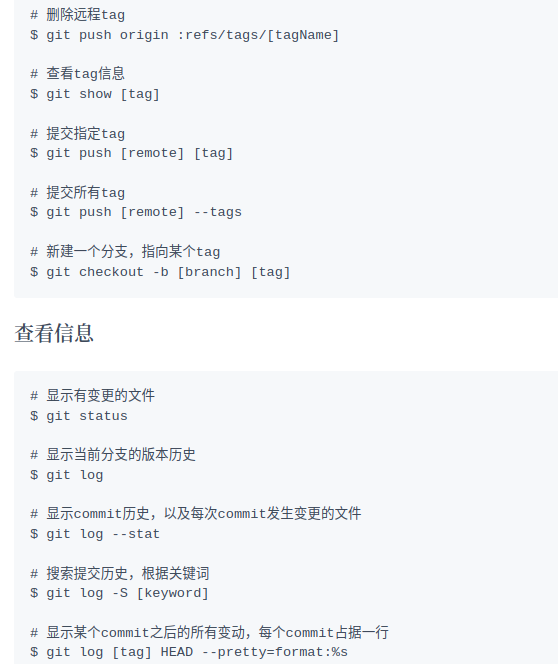 # 删除远程tag
$ git push origin :refs/tags/[tagName]
# 查看tag信息
$ git show [tag]
# 提交指定tag
$ git push [remote] [tag]
# 提交所有tag
$ git push [remote] --tags
# 新建一个分支，指向某个tag
$ git checkout -b [branch] [tag]
查看信息
# 显示有变更的文件
$ git status
# 显示当前分支的版本历史
$ git log
# 显示commit历史，以及每次commit发生变更的文件
$ git log --stat
# 搜索提交历史，根据关键词
$ git log -S [keyword]
# 显示某个commit之后的所有变动，每个commit占据一行
$ git log [tag] HEAD --pretty=format:%s